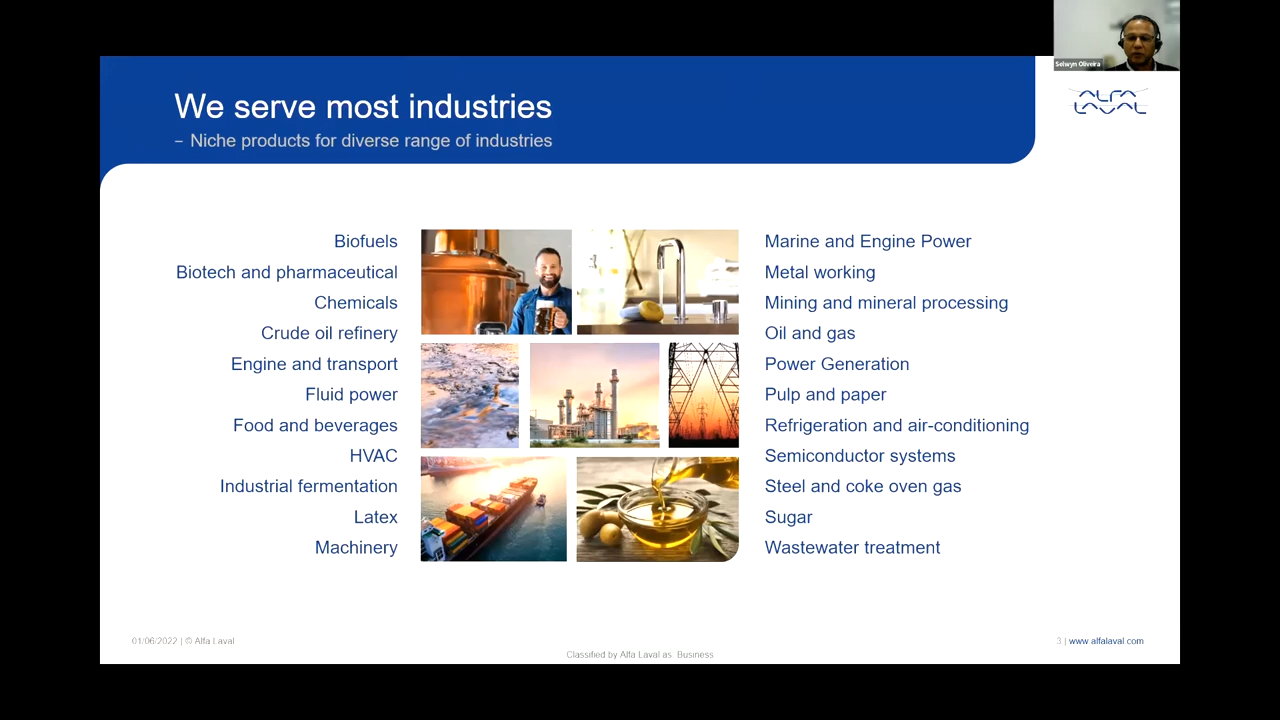 Selwyn Oliveira
ALFA
LAVAL
We serve most industries
– Niche products for diverse range of industries
Biofuels
Biotech and pharmaceutical
Chemicals
Crude oil refinery
Engine and transport
Fluid power
Food and beverages
HVAC
Industrial fermentation
Latex
Machinery
Marine and Engine Power
Metal working
Mining and mineral processing
Oil and gas
Power Generation
Pulp and paper
Refrigeration and air-conditioning
Semiconductor systems
Steel and coke oven gas
Sugar
Wastewater treatment
01/06/2022 | © Alfa Laval
3 | www.alfalaval.com
Classified by Alfa Laval as: Business